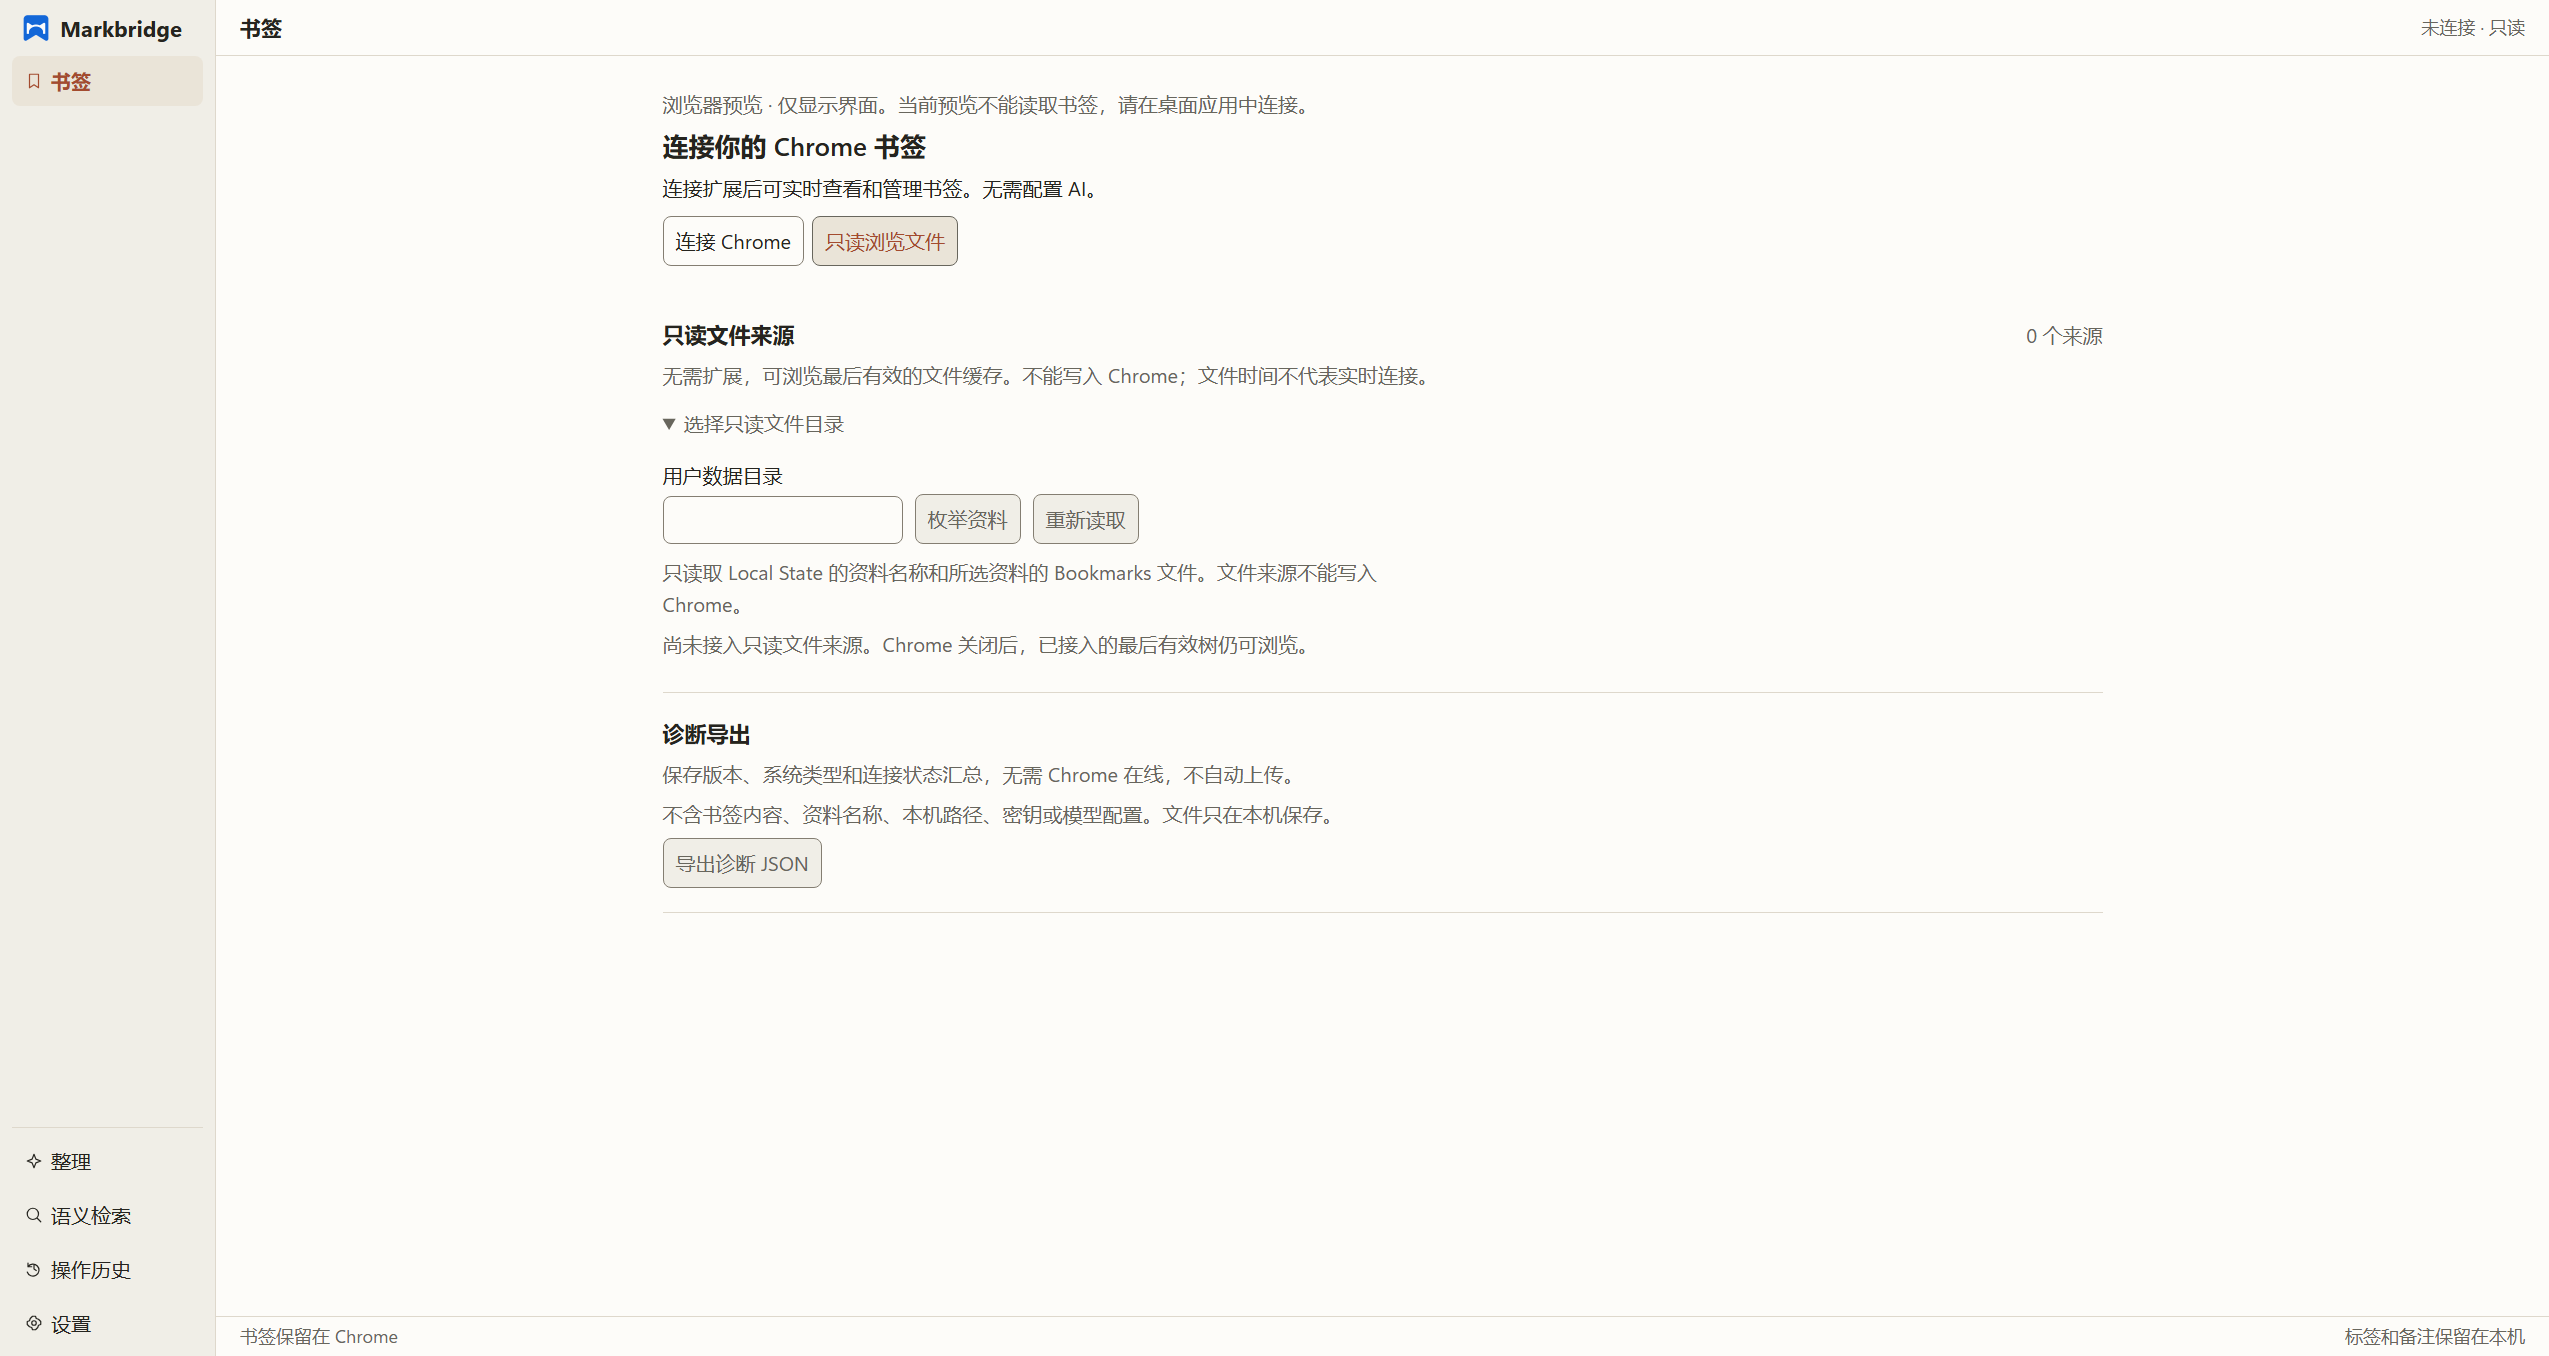 Markbridge
书签
书签
未连接 · 只读
浏览器预览 · 仅显示界面。当前预览不能读取书签，请在桌面应用中连接。
连接你的 Chrome 书签
连接扩展后可实时查看和管理书签。无需配置 AI。
连接 Chrome
只读浏览文件
只读文件来源
0 个来源
无需扩展，可浏览最后有效的文件缓存。不能写入 Chrome；文件时间不代表实时连接。
选择只读文件目录
用户数据目录
枚举资料
重新读取
只读取 Local State 的资料名称和所选资料的 Bookmarks 文件。文件来源不能写入
Chrome。
尚未接入只读文件来源。Chrome 关闭后，已接入的最后有效树仍可浏览。
诊断导出
保存版本、系统类型和连接状态汇总，无需 Chrome 在线，不自动上传。
不含书签内容、资料名称、本机路径、密钥或模型配置。文件只在本机保存。
导出诊断 JSON
整理
语义检索
操作历史
设置
书签保留在 Chrome
标签和备注保留在本机